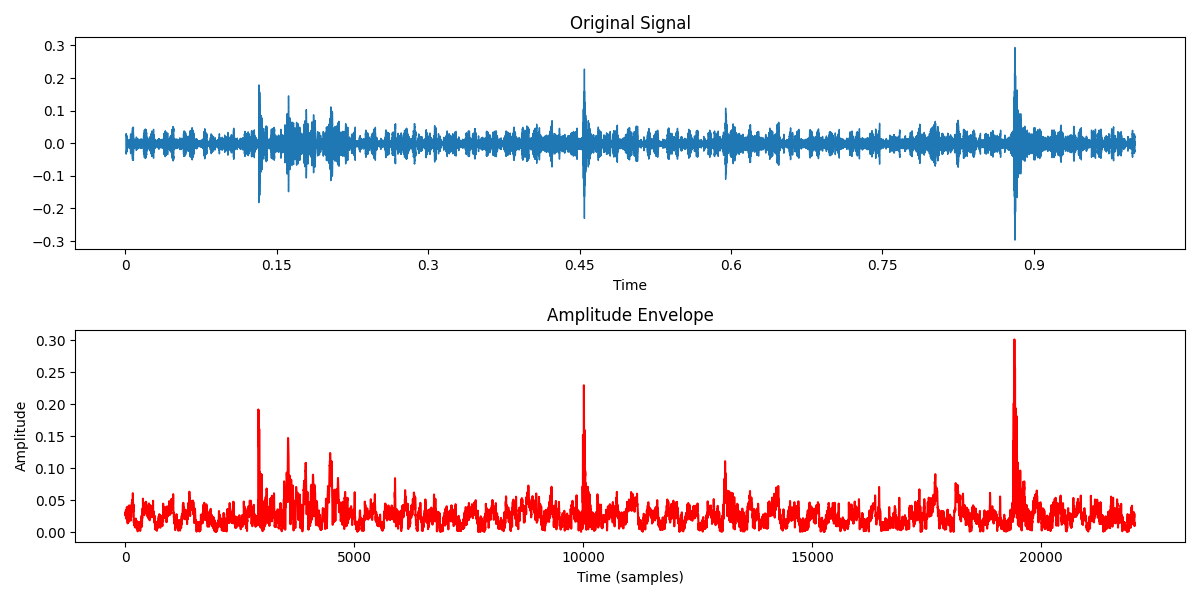 Original Signal
0.3
0.2
0.1
0.0
−0.1
−0.2
−0.3
0 0.15 0.3 0.45 0.6 0.75 0.9
Time
Amplitude Envelope
Amplitude
0.30
0.25
0.20
0.15
0.10
0.05
0.00
0 5000 10000 15000 20000
Time (samples)